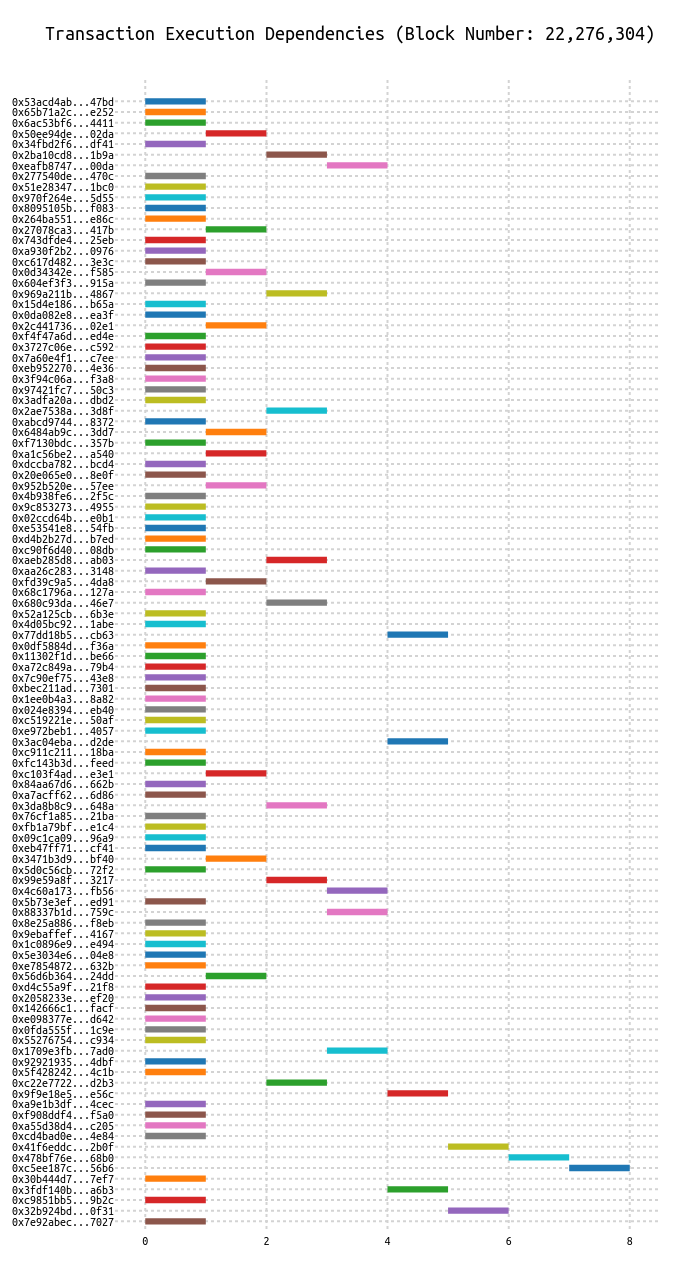 Transaction Execution Dependencies (Block Number: 22,276,304)
0x53acd4ab...47bd
0x65b71a2c...e252
0x6ac53bf6...4411
0x50ee94de...02da
0x34fbd2f6...df41
0x2ba10cd8...1b9a
0xeafb8747...00da
0x277540de...470c
0x51e28347...1bc0
0x970f264e...5d55
0x8095105b...f083
0x264ba551...e86c
0x27078ca3...417b
0x743dfde4...25eb
0xa930f2b2...0976
0xc617d482...3e3c
0x0d34342e...f585
0x604ef3f3...915a
0x969a211b...4867
0x15d4e186...b65a
0x0da082e8...ea3f
0x2c441736...02e1
0xf4f47a6d...ed4e
0x3727c06e...c592
0x7a60e4f1...c7ee
0xeb952270...4e36
0x3f94c06a...f3a8
0x97421fc7...50c3
0x3adfa20a...dbd2
0x2ae7538a...3d8f
0xabcd9744...8372
0x6484ab9c...3dd7
0xf7130bdc...357b
0xa1c56be2...a540
0xdccba782...bcd4
0x20e065e0...8e0f
0x952b520e...57ee
0x4b938fe6...2f5c
0x9c853273...4955
0x02ccd64b...e0b1
0xe53541e8...54fb
0xd4b2b27d...b7ed
0xc90f6d40...08db
0xaeb285d8...ab03
0xaa26c283...3148
0xfd39c9a5...4da8
0x68c1796a...127a
0x680c93da...46e7
0x52a125cb...6b3e
0x4d05bc92...1abe
0x77dd18b5...cb63
0x0df5884d...f36a
0x11302f1d...be66
0xa72c849a...79b4
0x7c90ef75...43e8
0xbec211ad...7301
0x1ee0b4a3...8a82
0x024e8394...eb40
0xc519221e...50af
0xe972beb1...4057
0x3ac04eba...d2de
0xc911c211...18ba
0xfc143b3d...feed
0xc103f4ad...e3e1
0x84aa67d6...662b
0xa7acff62...6d86
0x3da8b8c9...648a
0x76cf1a85...21ba
0xfb1a79bf...e1c4
0x09c1ca09...96a9
0xeb47ff71...cf41
0x3471b3d9...bf40
0x5d0c56cb...72f2
0x99e59a8f...3217
0x4c60a173...fb56
0x5b73e3ef...ed91
0x88337b1d...759c
0x8e25a886...f8eb
0x9ebaffef...4167
0x1c0896e9...e494
0x5e3034e6...04e8
0xe7854872...632b
0x56d6b364...24dd
0xd4c55a9f...21f8
0x2058233e...ef20
0x142666c1...facf
0xe098377e...d642
0x0fda555f...1c9e
0x55276754...c934
0x1709e3fb...7ad0
0x92921935...4dbf
0x5f428242...4c1b
0xc22e7722...d2b3
0x9f9e18e5...e56c
0xa9e1b3df...4cec
0xf908ddf4...f5a0
0xa55d38d4...c205
0xcd4bad0e...4e84
0x41f6eddc...2b0f
0x478bf76e...68b0
0xc5ee187c...56b6
0x30b444d7...7ef7
0x3fdf140b...a6b3
0xc9851bb5...9b2c
0x32b924bd...0f31
0x7e92abec...7027
0 2 4 6 8